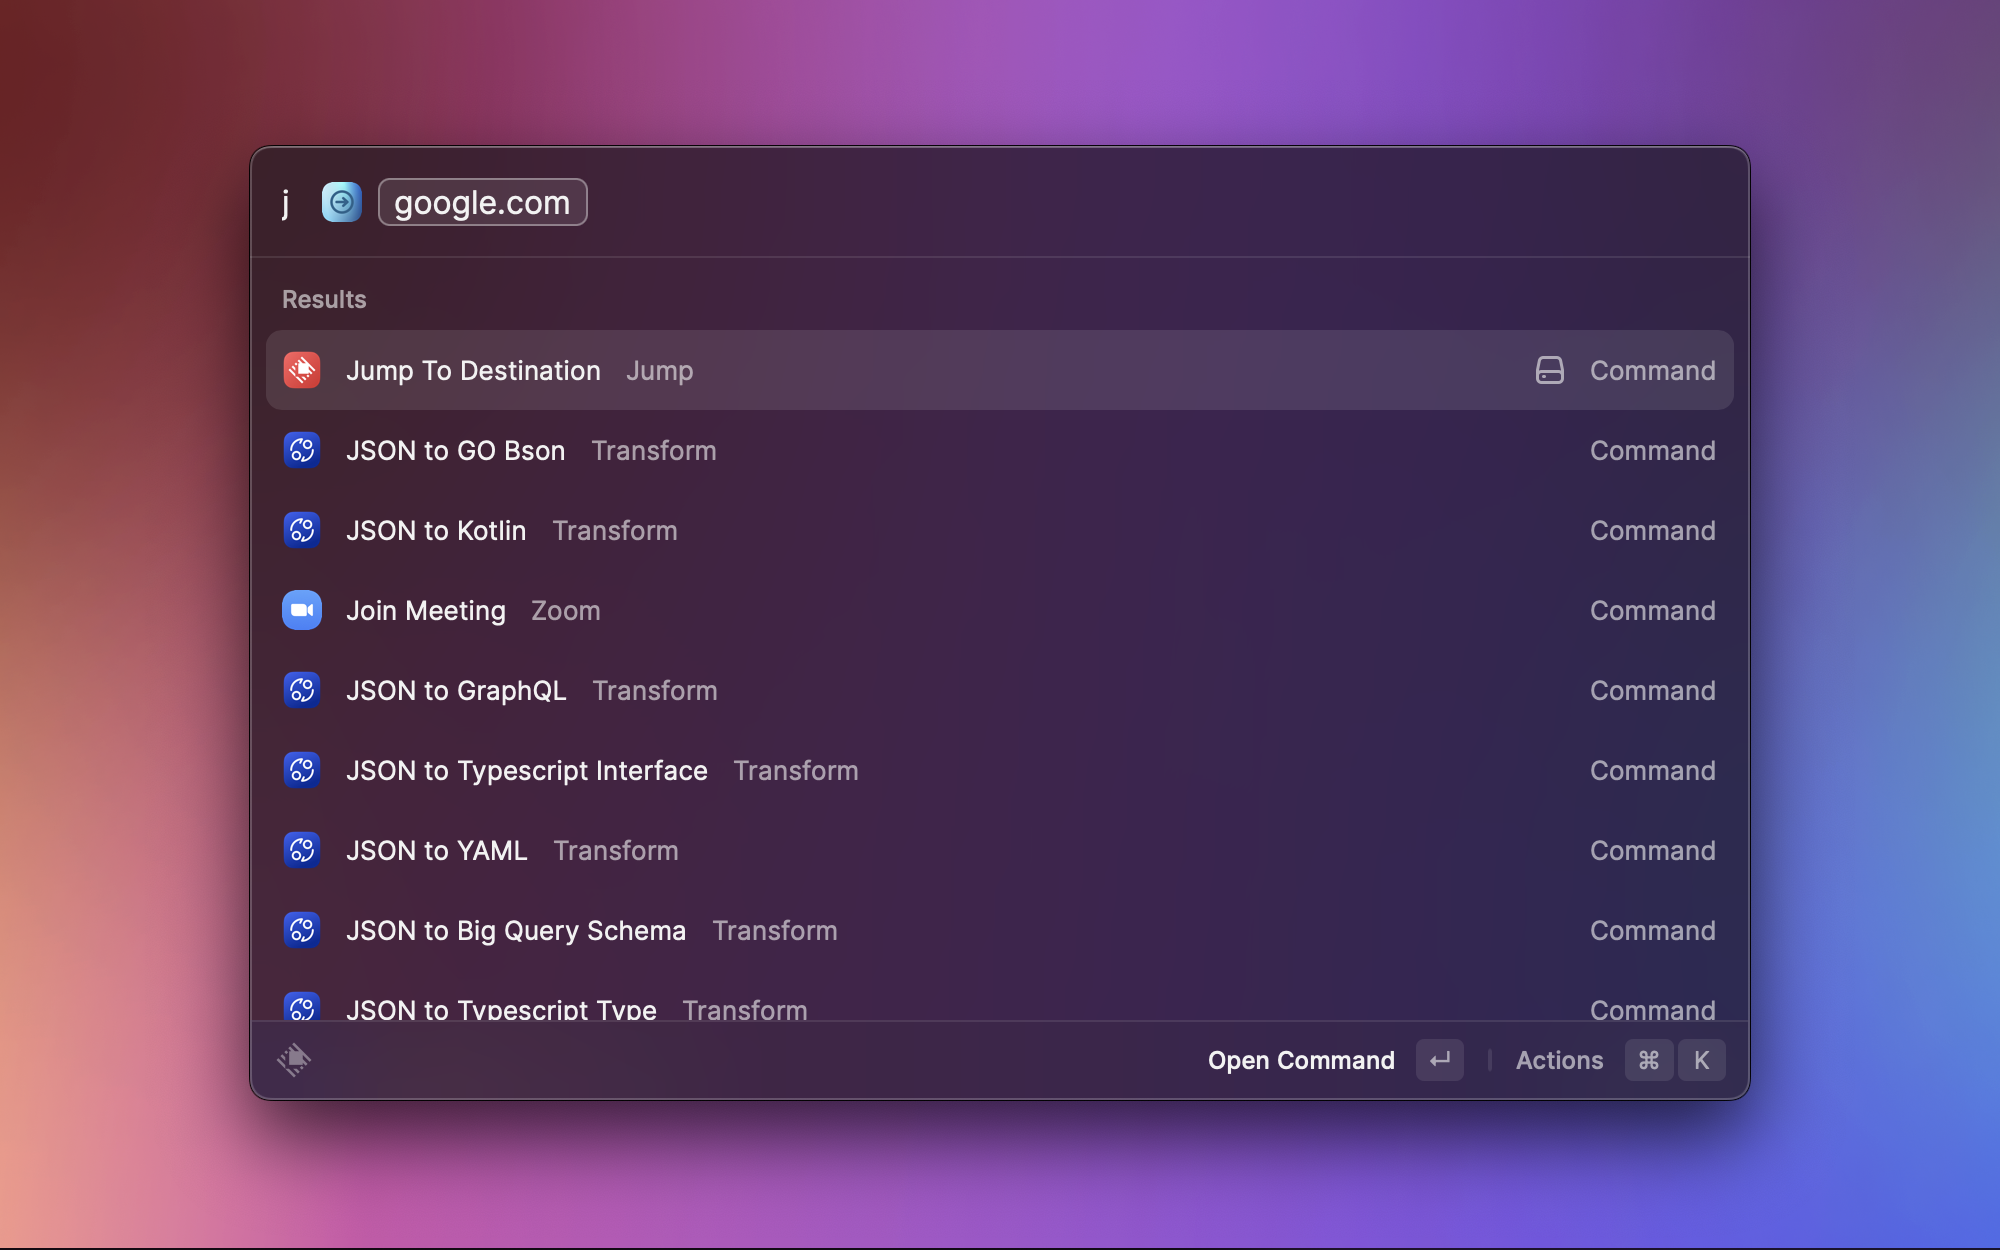 j google.com
Results
Jump To Destination Jump Command
JSON to GO Bson Transform Command
JSON to Kotlin Transform Command
Join Meeting Zoom Command
JSON to GraphQL Transform Command
JSON to Typescript Interface Transform Command
JSON to YAML Transform Command
JSON to Big Query Schema Transform Command
JSON to Typescript Type Transform Command
Open Command ↵ Actions ⌘ K